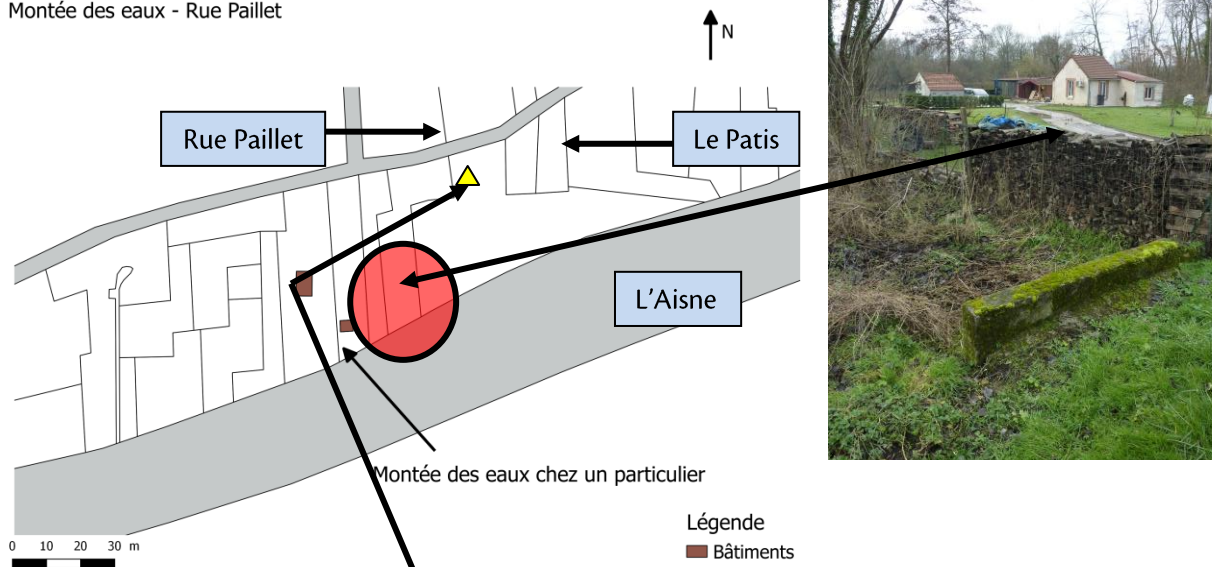 Montée des eaux - Rue Paillet
N
Rue Paillet
Le Patis
L'Aisne
Montée des eaux chez un particulier
Légende
Bâtiments
0 10 20 30 m